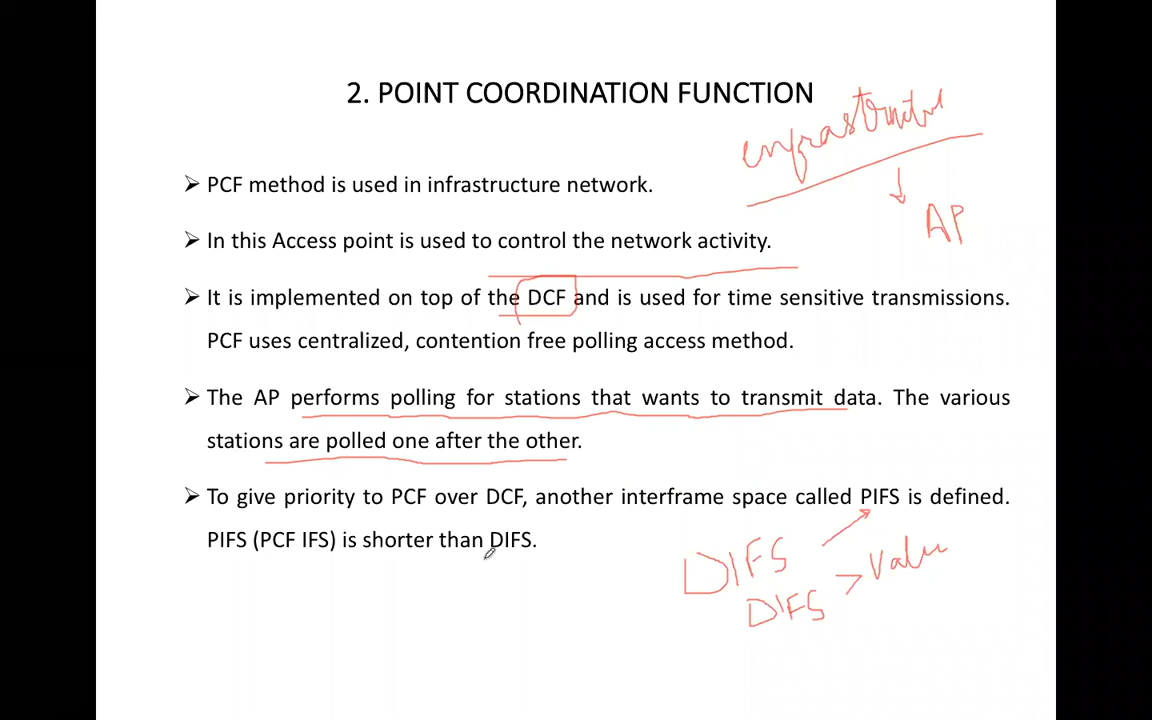 2. POINT COORDINATION FUNCTION
➢ PCF method is used in infrastructure network.
➢ In this Access point is used to control the network activity.
AP
➢ It is implemented on top of the DCF and is used for time sensitive transmissions.
PCF uses centralized, contention free polling access method.
➢ The AP performs polling for stations that wants to transmit data. The various
stations are polled one after the other.
➢ To give priority to PCF over DCF, another interframe space called PIFS is defined.
PIFS (PCF IFS) is shorter than DIFS.
DIFS
DIFS > Value